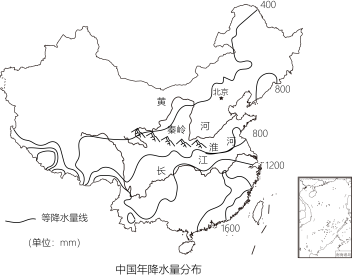 400
800
北京
黄
秦岭
河
800
淮 河
长 江
1200
1600
等降水量线
(单位：mm)
中国年降水量分布